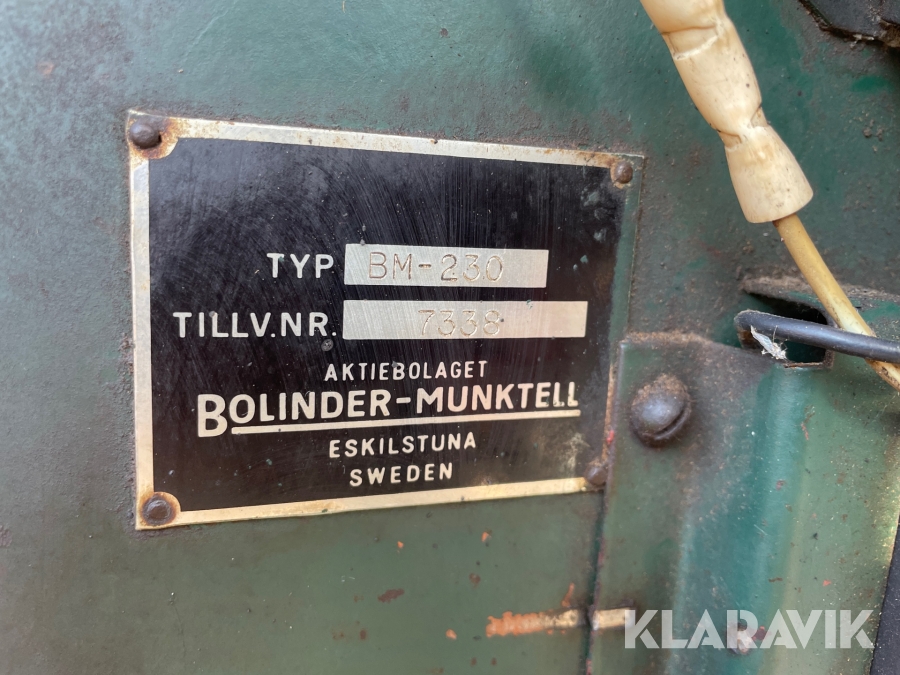 TYP BM-230
TILLV.NR. 7338
AKTIEBOLAGET
BOLINDER-MUNKTELL
ESKILSTUNA
SWEDEN
KLARAVIK